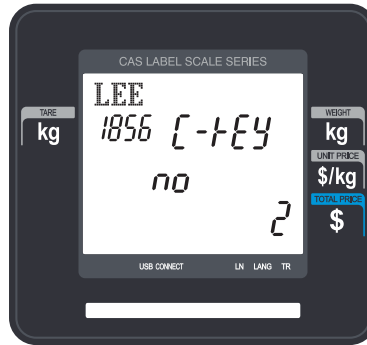 CAS LABEL SCALE SERIES
LEE
TARE
kg
1856 C-KEY
WEIGHT
kg
no
UNIT PRICE
$/kg
2
TOTAL PRICE
$
USB CONNECT LN LANG TR